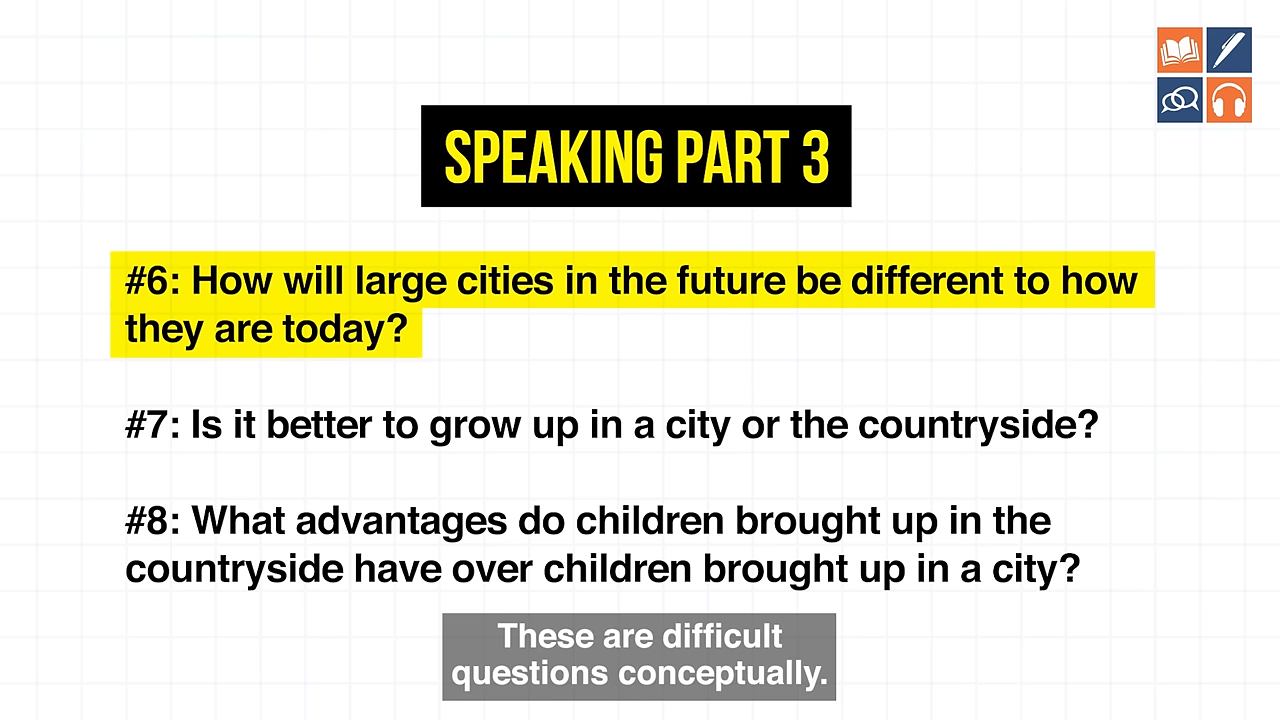 SPEAKING PART 3
#6: How will large cities in the future be different to how
they are today?
#7: Is it better to grow up in a city or the countryside?
#8: What advantages do children brought up in the
countryside have over children brought up in a city?
These are difficult
questions conceptually.